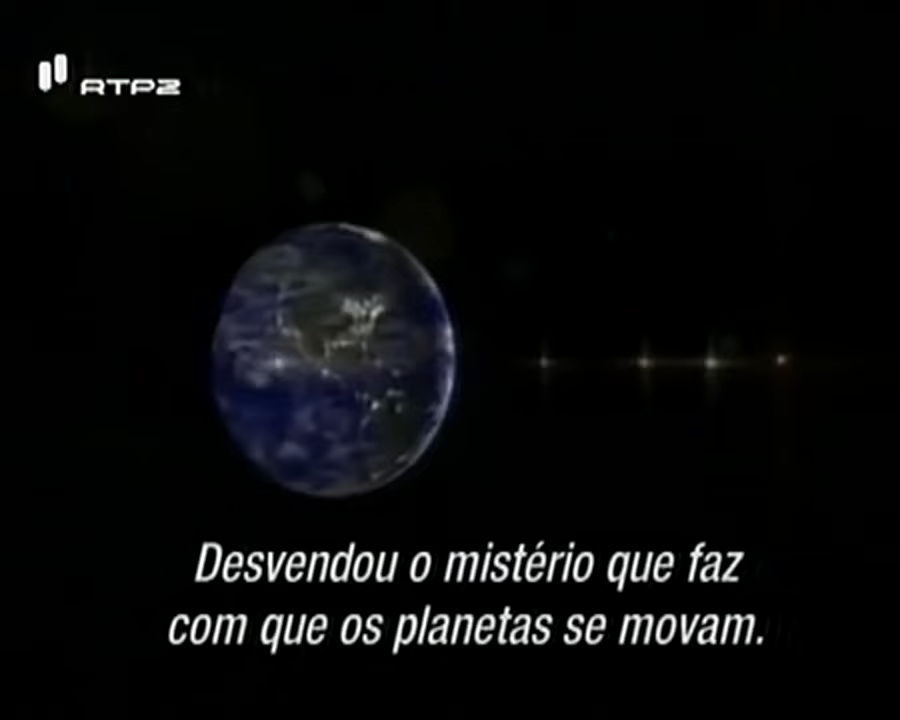 RTP2
Desvendou o mistério que faz
com que os planetas se movam.